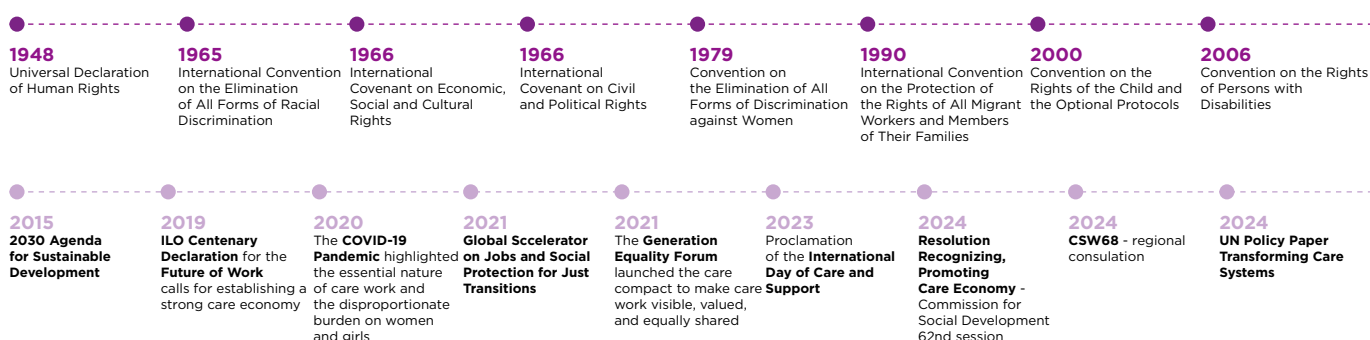 1948
Universal Declaration
of Human Rights
1965
International Convention
on the Elimination
of All Forms of Racial
Discrimination
1966
International
Covenant on Economic,
Social and Cultural
Rights
1966
International
Covenant on Civil
and Political Rights
1979
Convention on
the Elimination of All
Forms of Discrimination
against Women
1990
International Convention
on the Protection of
the Rights of All Migrant
Workers and Members
of Their Families
2000
Convention on the
Rights of the Child and
the Optional Protocols
2006
Convention on the Rights
of Persons with
Disabilities
2015
2030 Agenda
for Sustainable
Development
2019
ILO Centenary
Declaration for the
Future of Work
calls for establishing a
strong care economy
2020
The COVID-19
Pandemic highlighted
the essential nature
of care work and
the disproportionate
burden on women
and girls
2021
Global Sccelerator
on Jobs and Social
Protection for Just
Transitions
2021
The Generation
Equality Forum
launched the care
compact to make care
work visible, valued,
and equally shared
2023
Proclamation
of the International
Day of Care and
Support
2024
Resolution
Recognizing,
Promoting
Care Economy -
Commission for
Social Development
62nd session
2024
CSW68 - regional
consulation
2024
UN Policy Paper
Transforming Care
Systems